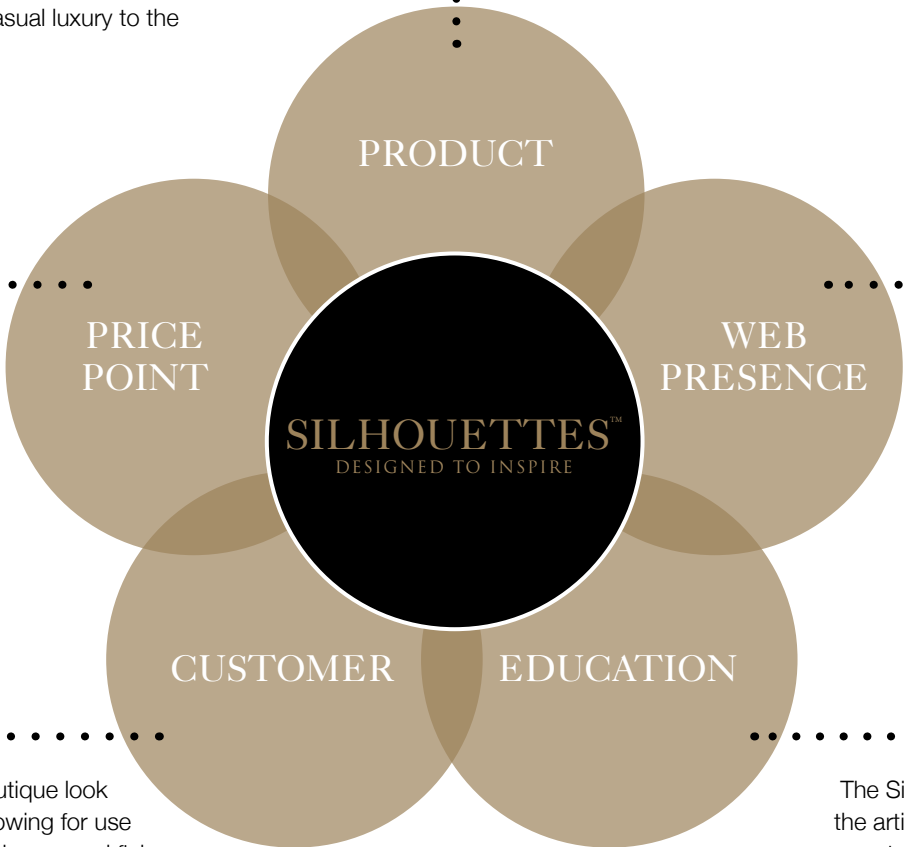 asual luxury to the
PRODUCT
PRICE
POINT
WEB
PRESENCE
SILHOUETTES™
DESIGNED TO INSPIRE
CUSTOMER
EDUCATION
utique look
owing for use
The Si
the arti